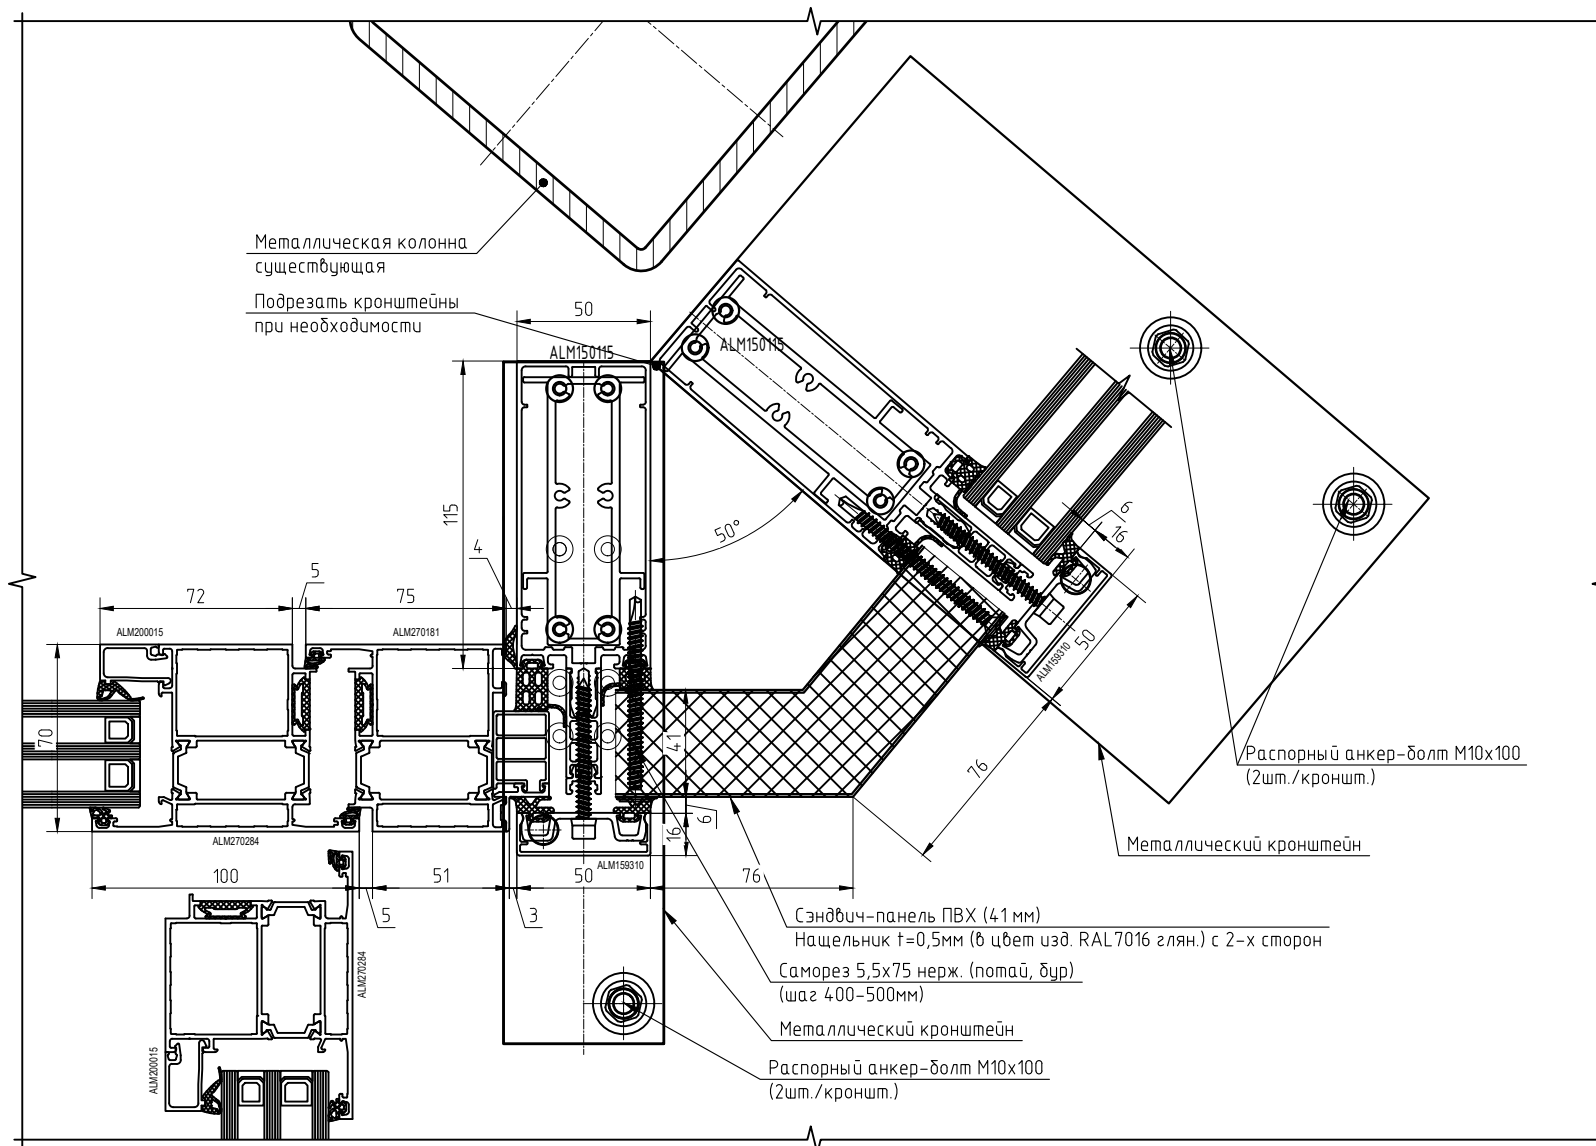 Металлическая колонна
существующая
Подрезать кронштейны
при необходимости
50
ALM150115
ALM150115
115
50°
6
16
4
5
72
75
ALM200015
ALM270181
50
ALM159310
70
41
76
Распорный анкер-болт М10х100
(2шт./кроншт.)
6
16
ALM270284
ALM159310
Металлический кронштейн
100
51
50
76
5
3
Сэндвич-панель ПВХ (41 мм)
Нащельник t=0,5мм (в цвет изд. RAL7016 глян.) с 2-х сторон
ALM270284
Саморез 5,5х75 нерж. (потай, бур)
(шаг 400-500мм)
Металлический кронштейн
ALM200015
Распорный анкер-болт М10х100
(2шт./кроншт.)